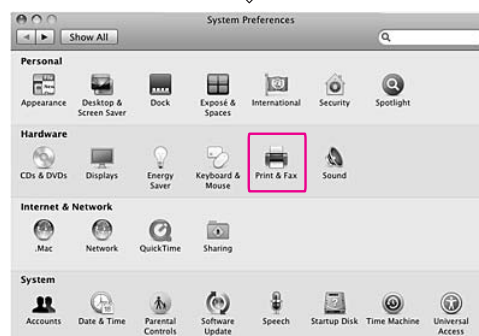 System Preferences
Show All
Personal
Appearance
Desktop &
Screen Saver
Dock
Exposé &
Spaces
International
Security
Spotlight
Hardware
CDs & DVDs
Displays
Energy
Saver
Keyboard &
Mouse
Print & Fax
Sound
Internet & Network
.Mac
Network
QuickTime
Sharing
System
Accounts
Date & Time
Parental
Controls
Software
Update
Speech
Startup Disk
Time Machine
Universal
Access